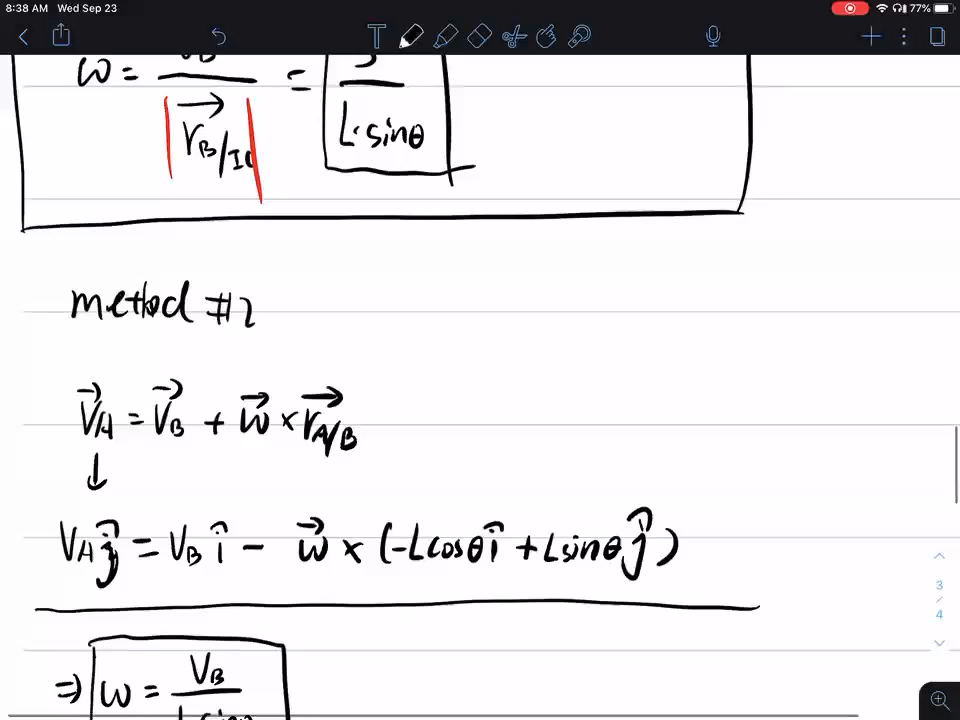 8:38 AM Wed Sep 23
77%
ω = / |r⃗B/IC| = / L·sinθ
method #2
V⃗A = V⃗B + ω⃗ × r⃗A/B
↓
VA ĵ = VB î − ω⃗ × (-Lcosθ î + Lsinθ ĵ)
⇒ ω = VB /
3
/
4